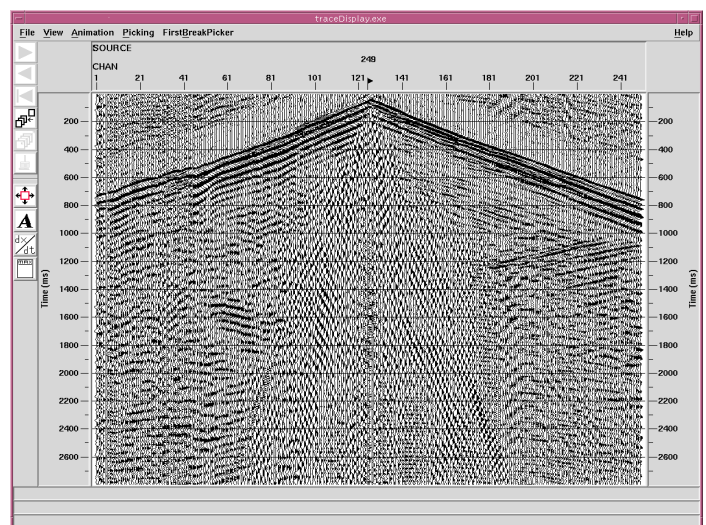 traceDisplay.exe
File View Animation Picking FirstBreakPicker Help
SOURCE
249
CHAN
1 21 41 61 81 101 121 141 161 181 201 221 241
200 200
400 400
600 600
800 800
1000 1000
1200 1200
1400 1400
1600 1600
1800 1800
2000 2000
2200 2200
2400 2400
2600 2600
Time (ms) Time (ms)
A
dx/dt